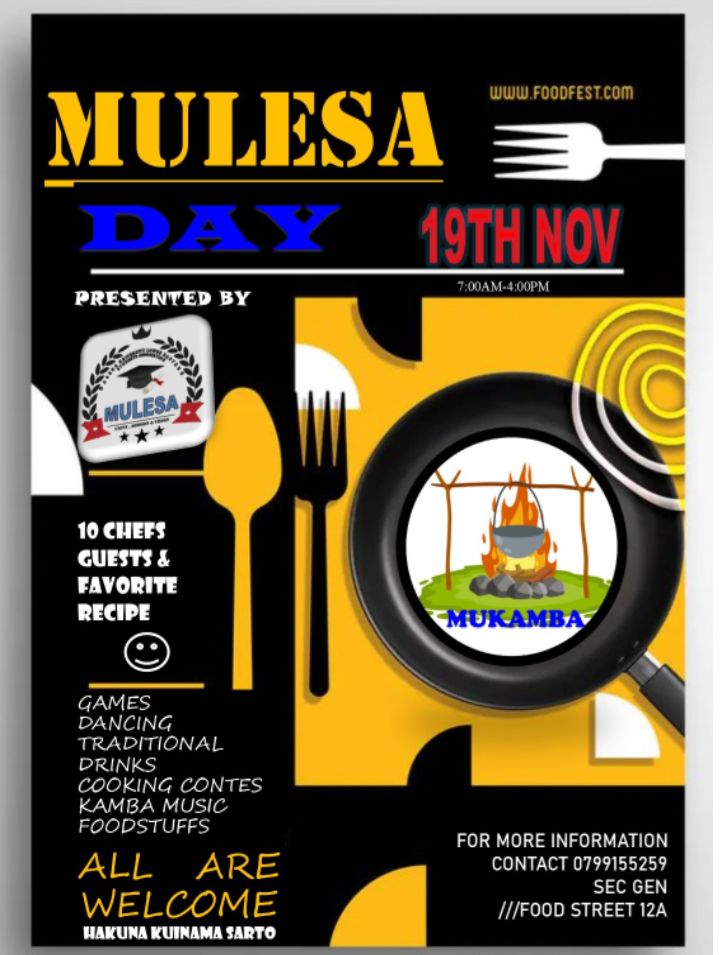 WWW.FOODFEST.COM
MULESA
DAY
19TH NOV
7:00AM-4:00PM
PRESENTED BY
MULESA
MUKAMBA
10 CHEFS
GUESTS &
FAVORITE
RECIPE
GAMES
DANCING
TRADITIONAL
DRINKS
COOKING CONTES
KAMBA MUSIC
FOODSTUFFS
ALL ARE
WELCOME
HAKUNA KUINAMA SARTO
FOR MORE INFORMATION
CONTACT 0799155259
SEC GEN
///FOOD STREET 12A